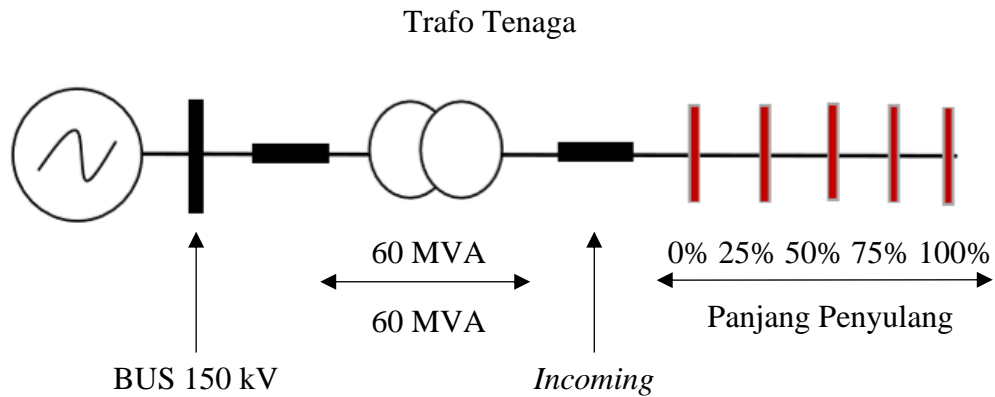 Trafo Tenaga
60 MVA
0% 25% 50% 75% 100%
60 MVA
Panjang Penyulang
BUS 150 kV
Incoming